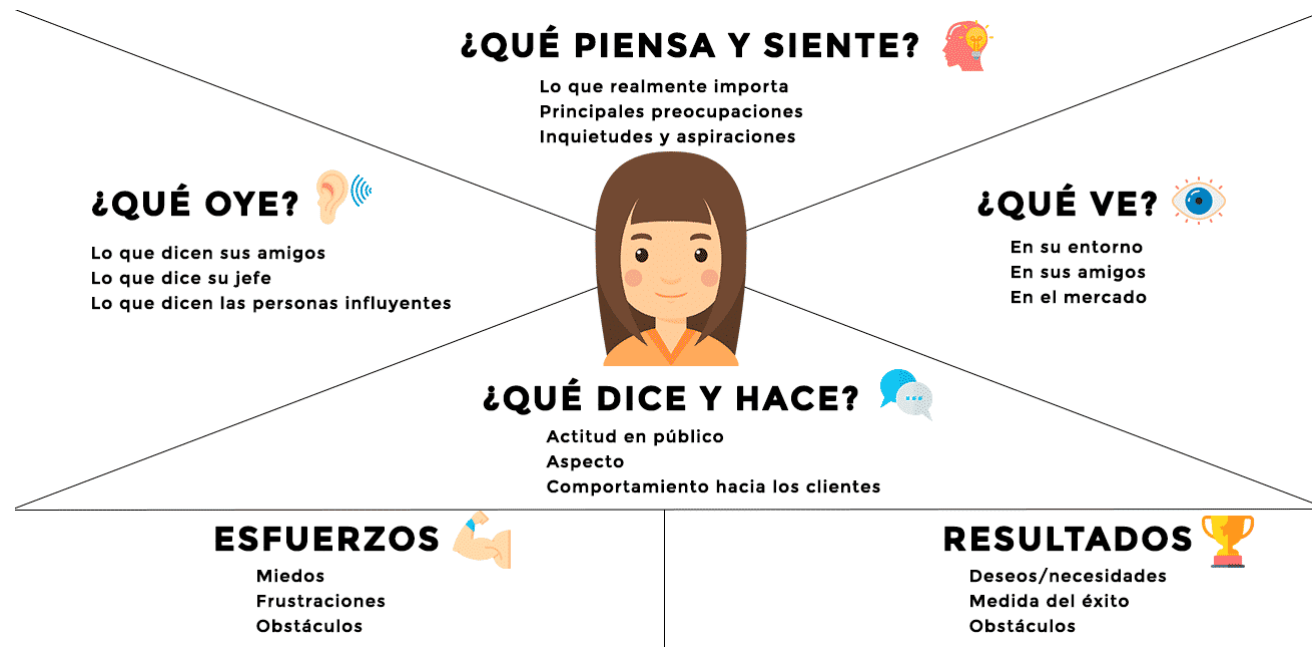 ¿QUÉ PIENSA Y SIENTE?
Lo que realmente importa
Principales preocupaciones
Inquietudes y aspiraciones
¿QUÉ OYE?
Lo que dicen sus amigos
Lo que dice su jefe
Lo que dicen las personas influyentes
¿QUÉ VE?
En su entorno
En sus amigos
En el mercado
¿QUÉ DICE Y HACE?
Actitud en público
Aspecto
Comportamiento hacia los clientes
ESFUERZOS
Miedos
Frustraciones
Obstáculos
RESULTADOS
Deseos/necesidades
Medida del éxito
Obstáculos